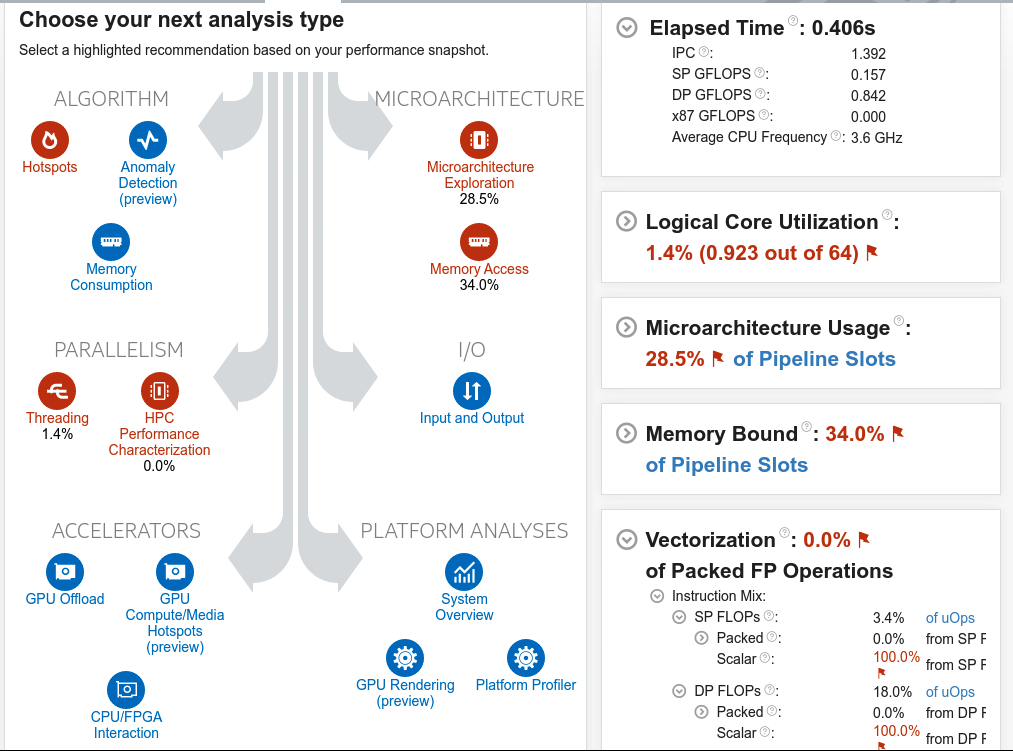 Choose your next analysis type
Select a highlighted recommendation based on your performance snapshot.
ALGORITHM
Hotspots
Anomaly
Detection
(preview)
Memory
Consumption
MICROARCHITECTURE
Microarchitecture
Exploration
28.5%
Memory Access
34.0%
PARALLELISM
Threading
1.4%
HPC
Performance
Characterization
0.0%
I/O
Input and Output
ACCELERATORS
GPU Offload
GPU
Compute/Media
Hotspots
(preview)
CPU/FPGA
Interaction
PLATFORM ANALYSES
System
Overview
GPU Rendering
(preview)
Platform Profiler
Elapsed Time ?: 0.406s
IPC ?: 1.392
SP GFLOPS ?: 0.157
DP GFLOPS ?: 0.842
x87 GFLOPS ?: 0.000
Average CPU Frequency ?: 3.6 GHz
Logical Core Utilization ?:
1.4% (0.923 out of 64)
Microarchitecture Usage ?:
28.5% of Pipeline Slots
Memory Bound ?: 34.0%
of Pipeline Slots
Vectorization ?: 0.0%
of Packed FP Operations
Instruction Mix:
SP FLOPs ?: 3.4% of uOps
Packed ?: 0.0% from SP F
Scalar ?: 100.0% from SP F
DP FLOPs ?: 18.0% of uOps
Packed ?: 0.0% from DP F
Scalar ?: 100.0% from DP F